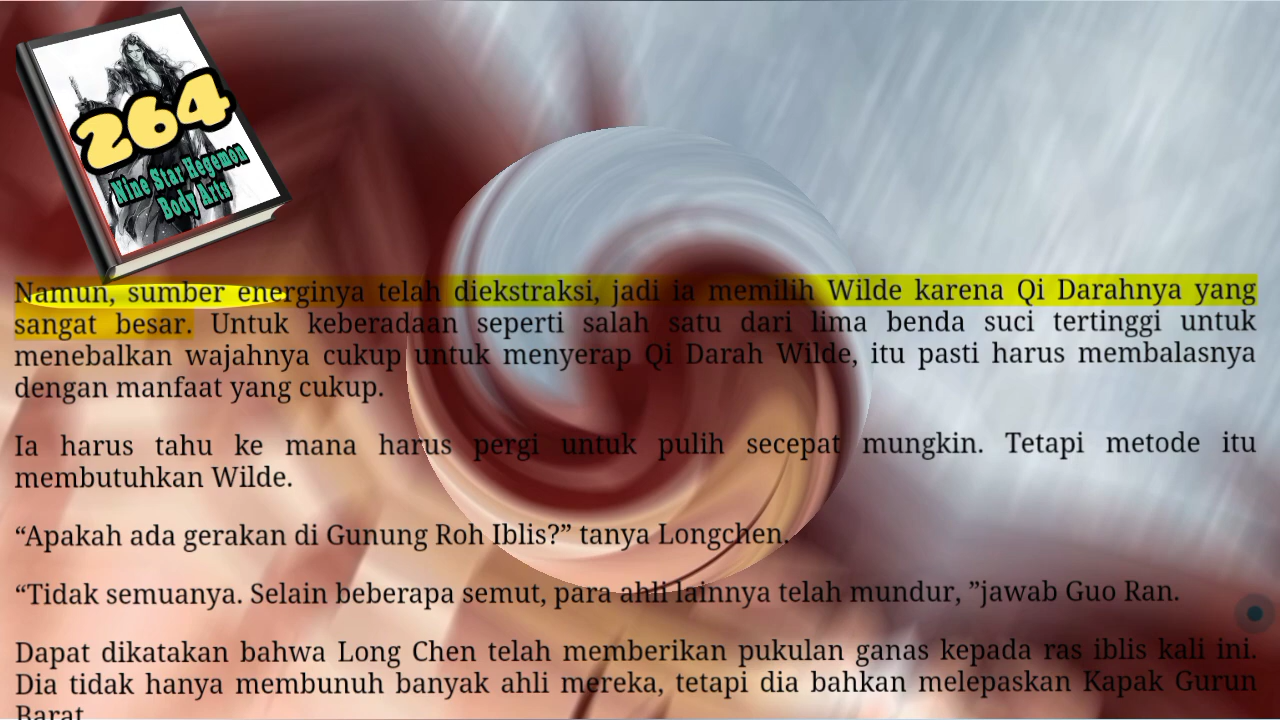 264
Nine Star Hegemon
Body Arts
Namun, sumber energinya telah diekstraksi, jadi ia memilih Wilde karena Qi Darahnya yang
sangat besar. Untuk keberadaan seperti salah satu dari lima benda suci tertinggi untuk
menebalkan wajahnya cukup untuk menyerap Qi Darah Wilde, itu pasti harus membalasnya
dengan manfaat yang cukup.
Ia harus tahu ke mana harus pergi untuk pulih secepat mungkin. Tetapi metode itu
membutuhkan Wilde.
“Apakah ada gerakan di Gunung Roh Iblis?” tanya Longchen.
“Tidak semuanya. Selain beberapa semut, para ahli lainnya telah mundur, ”jawab Guo Ran.
Dapat dikatakan bahwa Long Chen telah memberikan pukulan ganas kepada ras iblis kali ini.
Dia tidak hanya membunuh banyak ahli mereka, tetapi dia bahkan melepaskan Kapak Gurun
Barat.